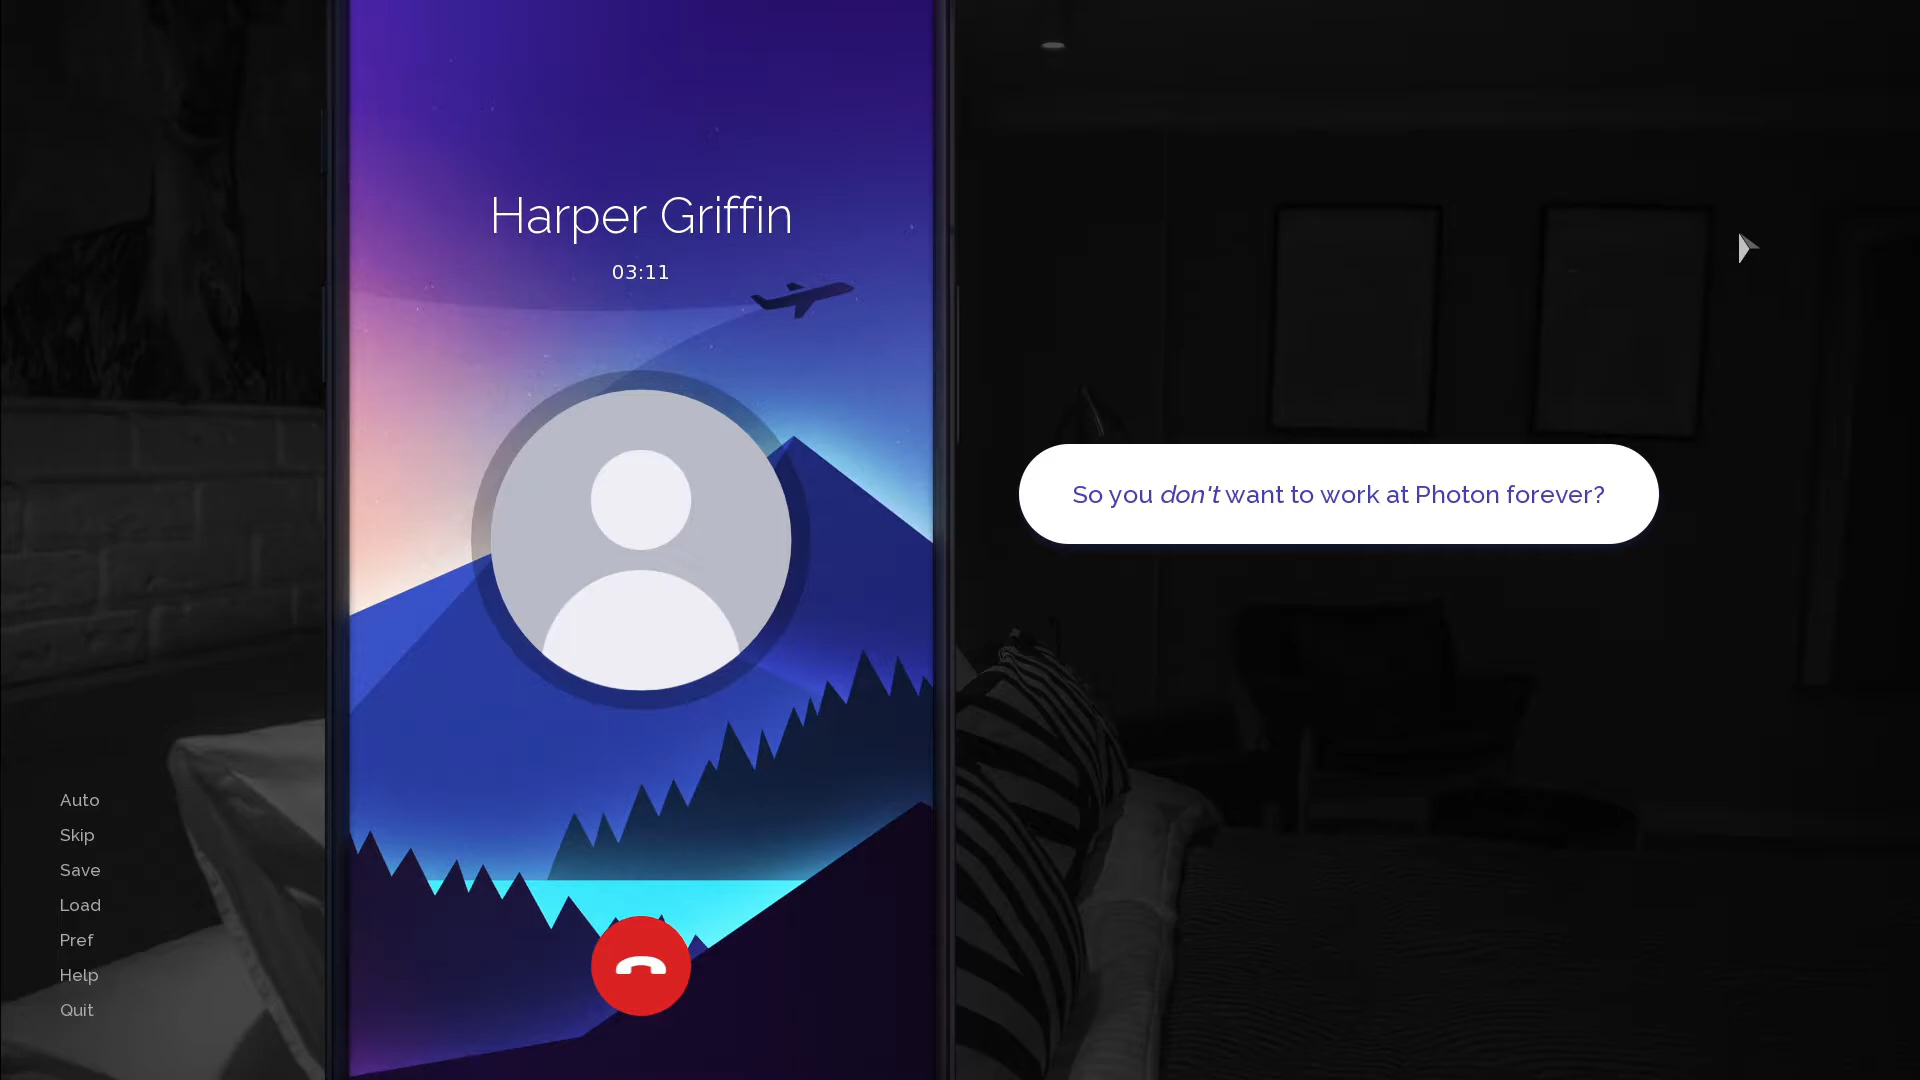 Harper Griffin
03:11
So you don't want to work at Photon forever?
Auto
Skip
Save
Load
Pref
Help
Quit